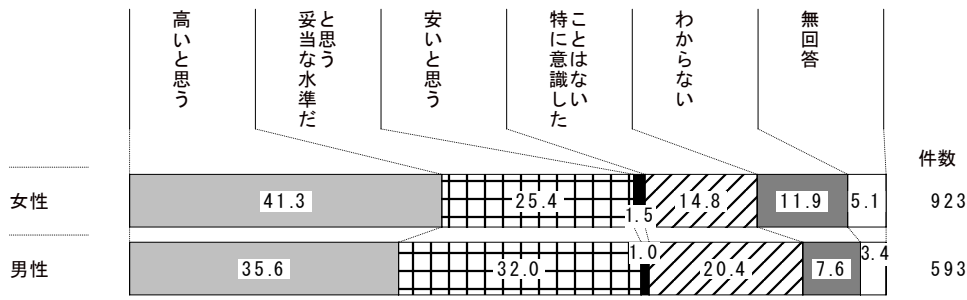 高いと思う
妥当な水準だ
と思う
安いと思う
特に意識した
ことはない
わからない
無回答
件数
女性
41.3
25.4
1.5
14.8
11.9
5.1
923
男性
35.6
32.0
1.0
20.4
7.6
3.4
593